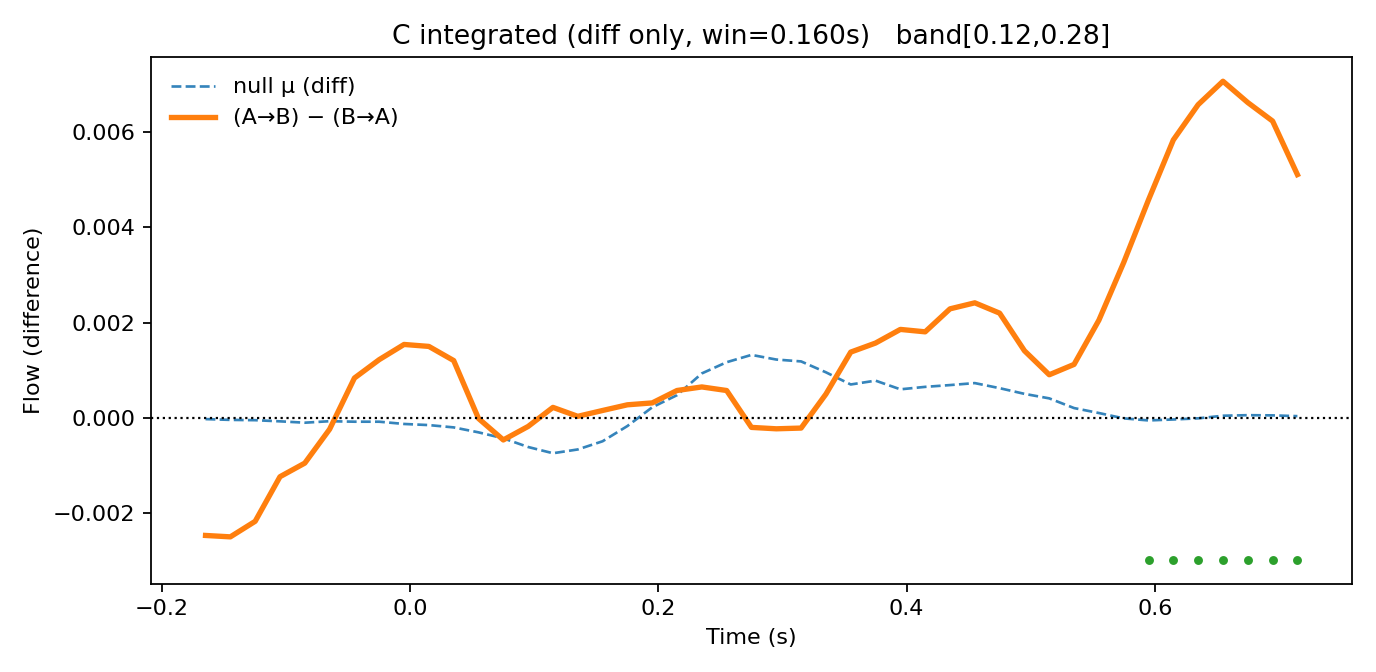 C integrated (diff only, win=0.160s)   band[0.12,0.28]
null μ (diff)
(A→B) − (B→A)
0.006
0.004
0.002
0.000
−0.002
Flow (difference)
−0.2
0.0
0.2
0.4
0.6
Time (s)